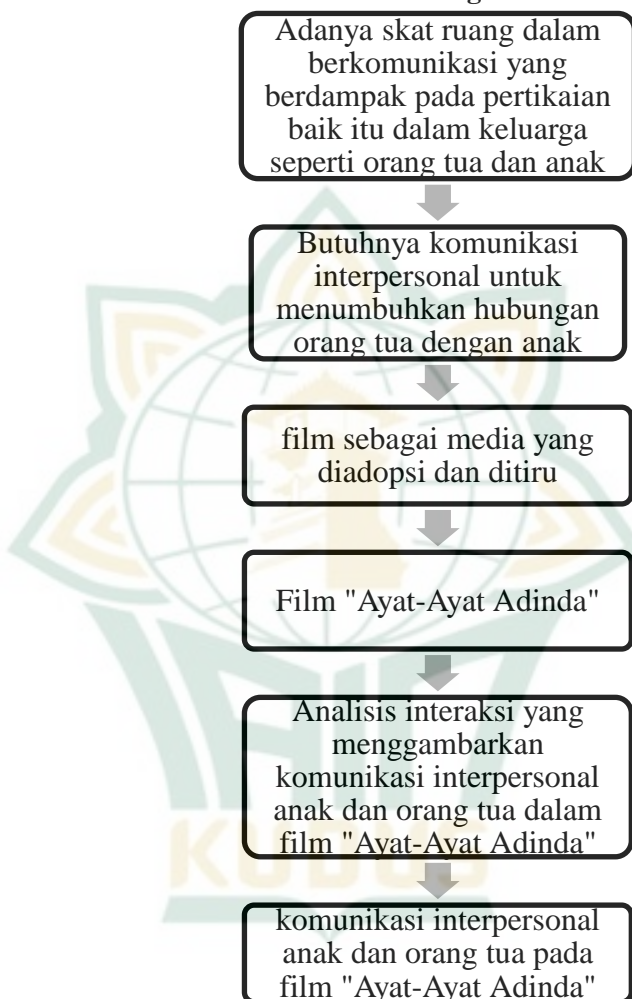 Adanya skat ruang dalam
berkomunikasi yang
berdampak pada pertikaian
baik itu dalam keluarga
seperti orang tua dan anak
Butuhnya komunikasi
interpersonal untuk
menumbuhkan hubungan
orang tua dengan anak
film sebagai media yang
diadopsi dan ditiru
Film "Ayat-Ayat Adinda"
Analisis interaksi yang
menggambarkan
komunikasi interpersonal
anak dan orang tua dalam
film "Ayat-Ayat Adinda"
komunikasi interpersonal
anak dan orang tua pada
film "Ayat-Ayat Adinda"
IAIN
KUDUS